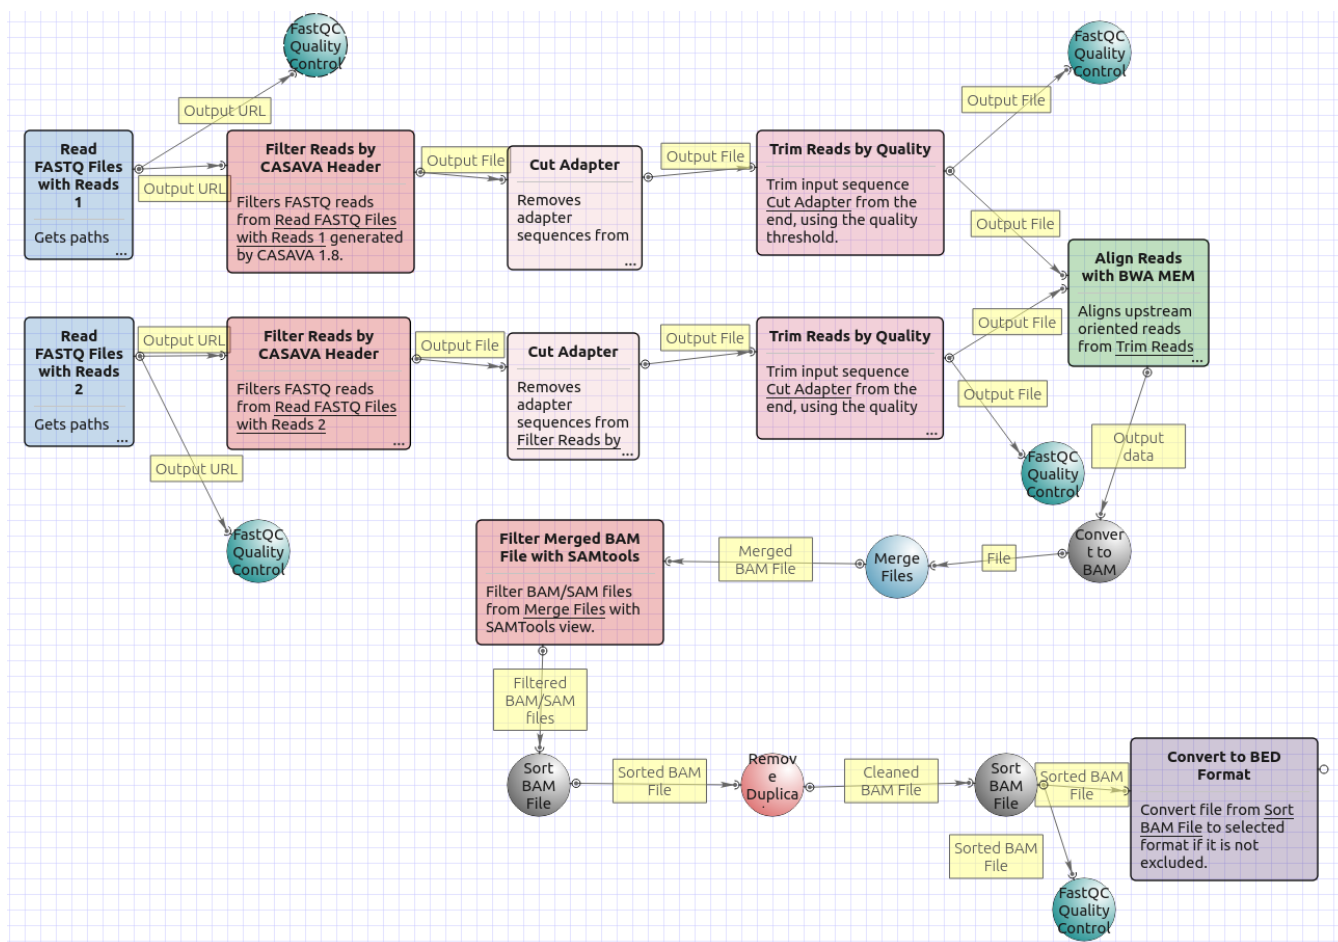 FastQC
Quality
Control
FastQC
Quality
Control
Output URL
Output File
Read
FASTQ Files
with Reads
1
Gets paths
...
Output URL
Filter Reads by
CASAVA Header
Filters FASTQ reads
from Read FASTQ Files
with Reads 1 generated
by CASAVA 1.8.
Output File
Cut Adapter
Removes
adapter
sequences from
...
Output File
Trim Reads by Quality
Trim input sequence
Cut Adapter from the
end, using the quality
threshold.
Output File
Align Reads
with BWA MEM
Aligns upstream
oriented reads
from Trim Reads
...
Read
FASTQ Files
with Reads
2
Gets paths
...
Output URL
Filter Reads by
CASAVA Header
Filters FASTQ reads
from Read FASTQ Files
with Reads 2
...
Output File
Cut Adapter
Removes
adapter
sequences from
Filter Reads by
...
Output File
Trim Reads by Quality
Trim input sequence
Cut Adapter from the
end, using the quality
...
Output File
Output File
Output URL
FastQC
Quality
Control
Output
data
FastQC
Quality
Control
Filter Merged BAM
File with SAMtools
Filter BAM/SAM files
from Merge Files with
SAMTools view.
Merged
BAM File
Merge
Files
File
Conver
t to
BAM
Filtered
BAM/SAM
files
Sort
BAM
File
Sorted BAM
File
Remov
e
Duplica
Cleaned
BAM File
Sort
BAM
File
Sorted BAM
File
Convert to BED
Format
Convert file from Sort
BAM File to selected
format if it is not
excluded.
Sorted BAM
File
FastQC
Quality
Control